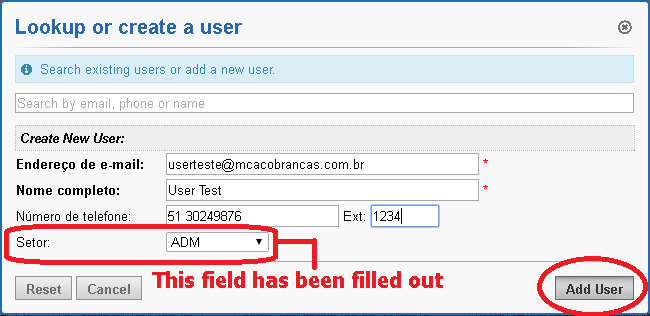 Lookup or create a user
Search existing users or add a new user.
Search by email, phone or name
Create New User:
Endereço de e-mail: userteste@mcacobrancas.com.br *
Nome completo: User Test *
Número de telefone: 51 30249876 Ext: 1234
Setor: ADM
This field has been filled out
Reset Cancel Add User